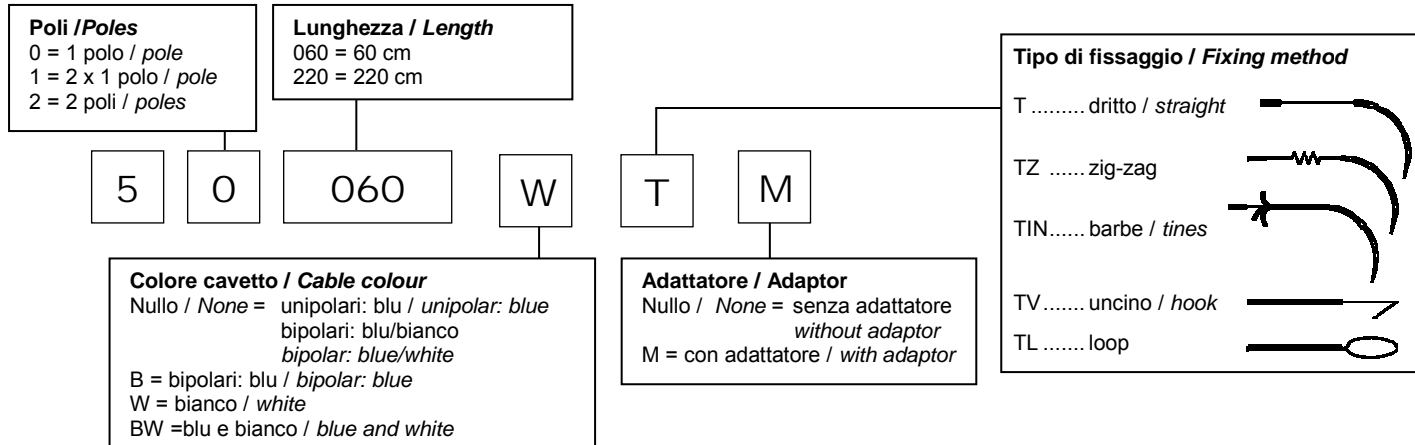 Poli /Poles
0 = 1 polo / pole
1 = 2 x 1 polo / pole
2 = 2 poli / poles
Lunghezza / Length
060 = 60 cm
220 = 220 cm
Tipo di fissaggio / Fixing method
T ......... dritto / straight
TZ ...... zig-zag
TIN...... barbe / tines
TV ...... uncino / hook
TL ....... loop
5 0 060 W T M
Colore cavetto / Cable colour
Nullo / None = unipolari: blu / unipolar: blue
bipolari: blu/bianco
bipolar: blue/white
B = bipolari: blu / bipolar: blue
W = bianco / white
BW =blu e bianco / blue and white
Adattatore / Adaptor
Nullo / None = senza adattatore
without adaptor
M = con adattatore / with adaptor